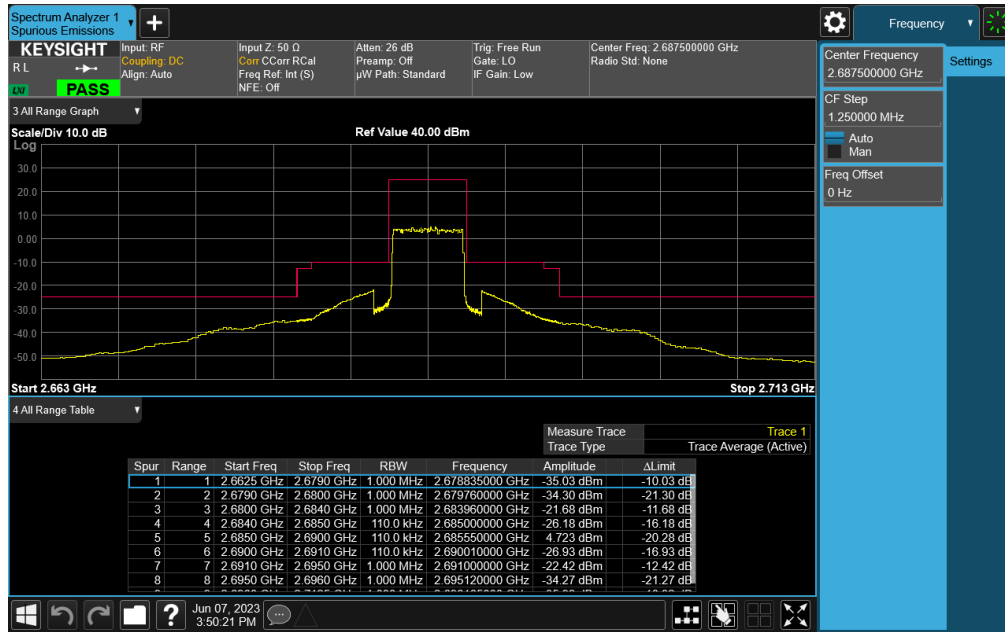 Spectrum Analyzer 1
Spurious Emissions
Frequency
KEYSIGHT
R L
LXI
PASS
Input: RF
Coupling: DC
Align: Auto
Input Z: 50 Ω
Corr CCorr RCal
Freq Ref: Int (S)
NFE: Off
Atten: 26 dB
Preamp: Off
µW Path: Standard
Trig: Free Run
Gate: LO
IF Gain: Low
Center Freq: 2.687500000 GHz
Radio Std: None
Center Frequency
2.687500000 GHz
Settings
CF Step
1.250000 MHz
Auto
Man
Freq Offset
0 Hz
3 All Range Graph
Scale/Div 10.0 dB
Ref Value 40.00 dBm
Log
30.0
20.0
10.0
0.00
-10.0
-20.0
-30.0
-40.0
-50.0
Start 2.663 GHz
Stop 2.713 GHz
4 All Range Table
Measure Trace Trace 1
Trace Type Trace Average (Active)
Spur Range Start Freq Stop Freq RBW Frequency Amplitude ΔLimit
1 1 2.6625 GHz 2.6790 GHz 1.000 MHz 2.678835000 GHz -35.03 dBm -10.03 dB
2 2 2.6790 GHz 2.6800 GHz 1.000 MHz 2.679760000 GHz -34.30 dBm -21.30 dB
3 3 2.6800 GHz 2.6840 GHz 1.000 MHz 2.683960000 GHz -21.68 dBm -11.68 dB
4 4 2.6840 GHz 2.6850 GHz 110.0 kHz 2.685000000 GHz -26.18 dBm -16.18 dB
5 5 2.6850 GHz 2.6900 GHz 110.0 kHz 2.685550000 GHz 4.723 dBm -20.28 dB
6 6 2.6900 GHz 2.6910 GHz 110.0 kHz 2.690010000 GHz -26.93 dBm -16.93 dB
7 7 2.6910 GHz 2.6950 GHz 1.000 MHz 2.691000000 GHz -22.42 dBm -12.42 dB
8 8 2.6950 GHz 2.6960 GHz 1.000 MHz 2.695120000 GHz -34.27 dBm -21.27 dB
?
Jun 07, 2023
3:50:21 PM